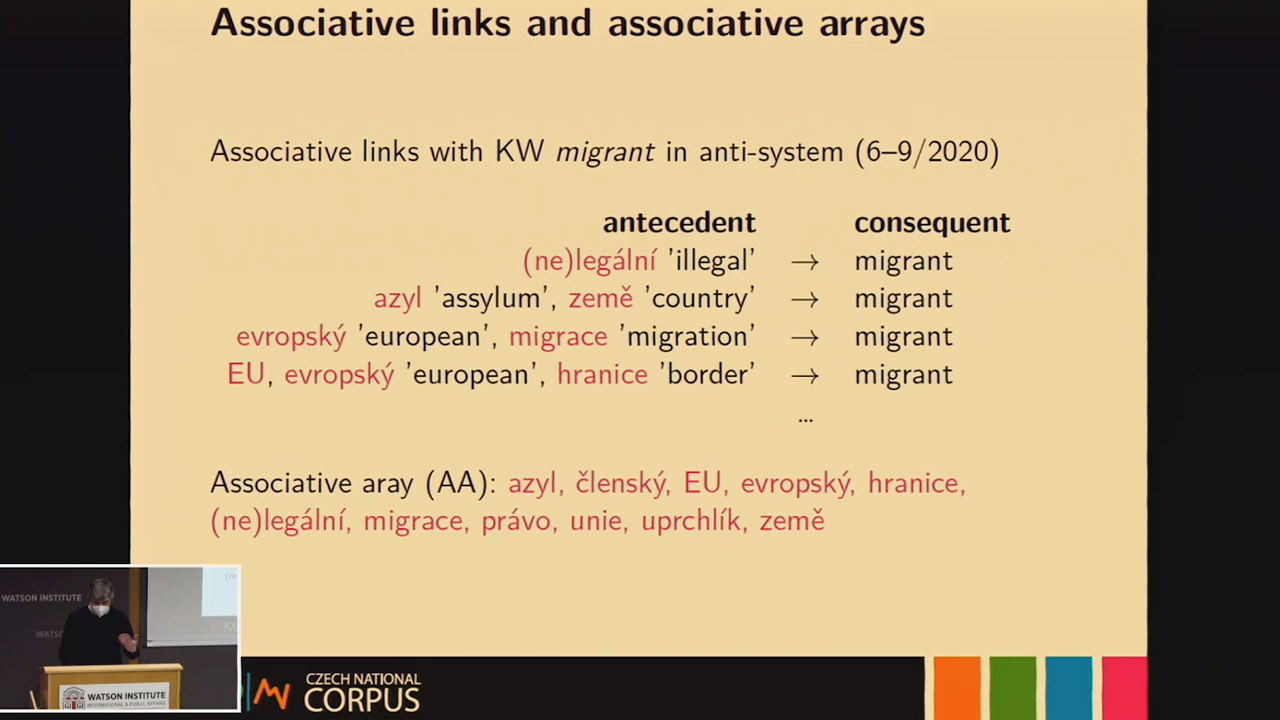 Associative links and associative arrays
Associative links with KW migrant in anti-system (6–9/2020)
antecedent consequent
(ne)legální 'illegal' → migrant
azyl 'assylum', země 'country' → migrant
evropský 'european', migrace 'migration' → migrant
EU, evropský 'european', hranice 'border' → migrant
...
Associative aray (AA): azyl, členský, EU, evropský, hranice,
(ne)legální, migrace, právo, unie, uprchlík, země
WATSON INSTITUTE
WATSON INSTITUTE
INTERNATIONAL & PUBLIC AFFAIRS
CZECH NATIONAL
CORPUS